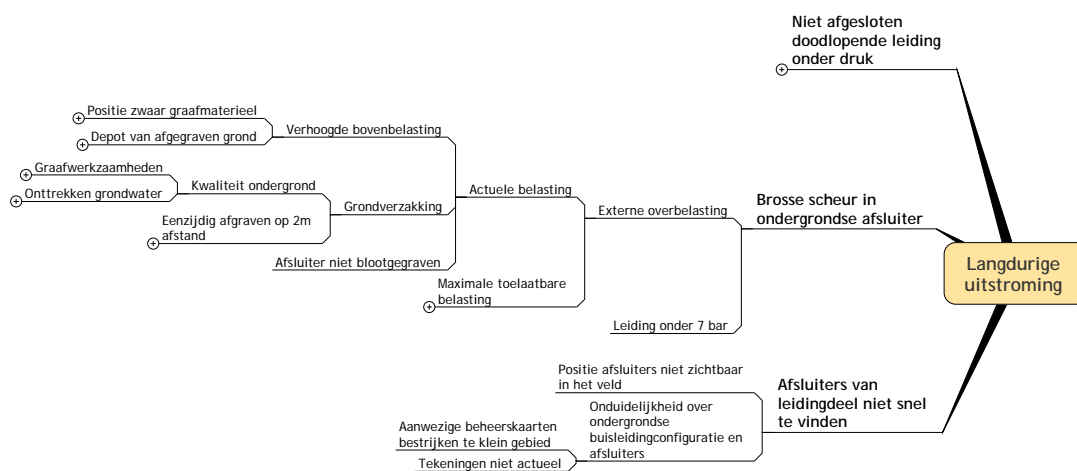 Niet afgesloten
doodlopende leiding
onder druk
Positie zwaar graafmaterieel
Depot van afgegraven grond
Verhoogde bovenbelasting
Graafwerkzaamheden
Onttrekken grondwater
Kwaliteit ondergrond
Eenzijdig afgraven op 2m
afstand
Grondverzakking
Afsluiter niet blootgegraven
Actuele belasting
Maximale toelaatbare
belasting
Externe overbelasting
Leiding onder 7 bar
Brosse scheur in
ondergrondse afsluiter
Langdurige
uitstroming
Positie afsluiters niet zichtbaar
in het veld
Onduidelijkheid over
ondergrondse
buisleidingconfiguratie en
afsluiters
Aanwezige beheerskaarten
bestrijken te klein gebied
Tekeningen niet actueel
Afsluiters van
leidingdeel niet snel
te vinden